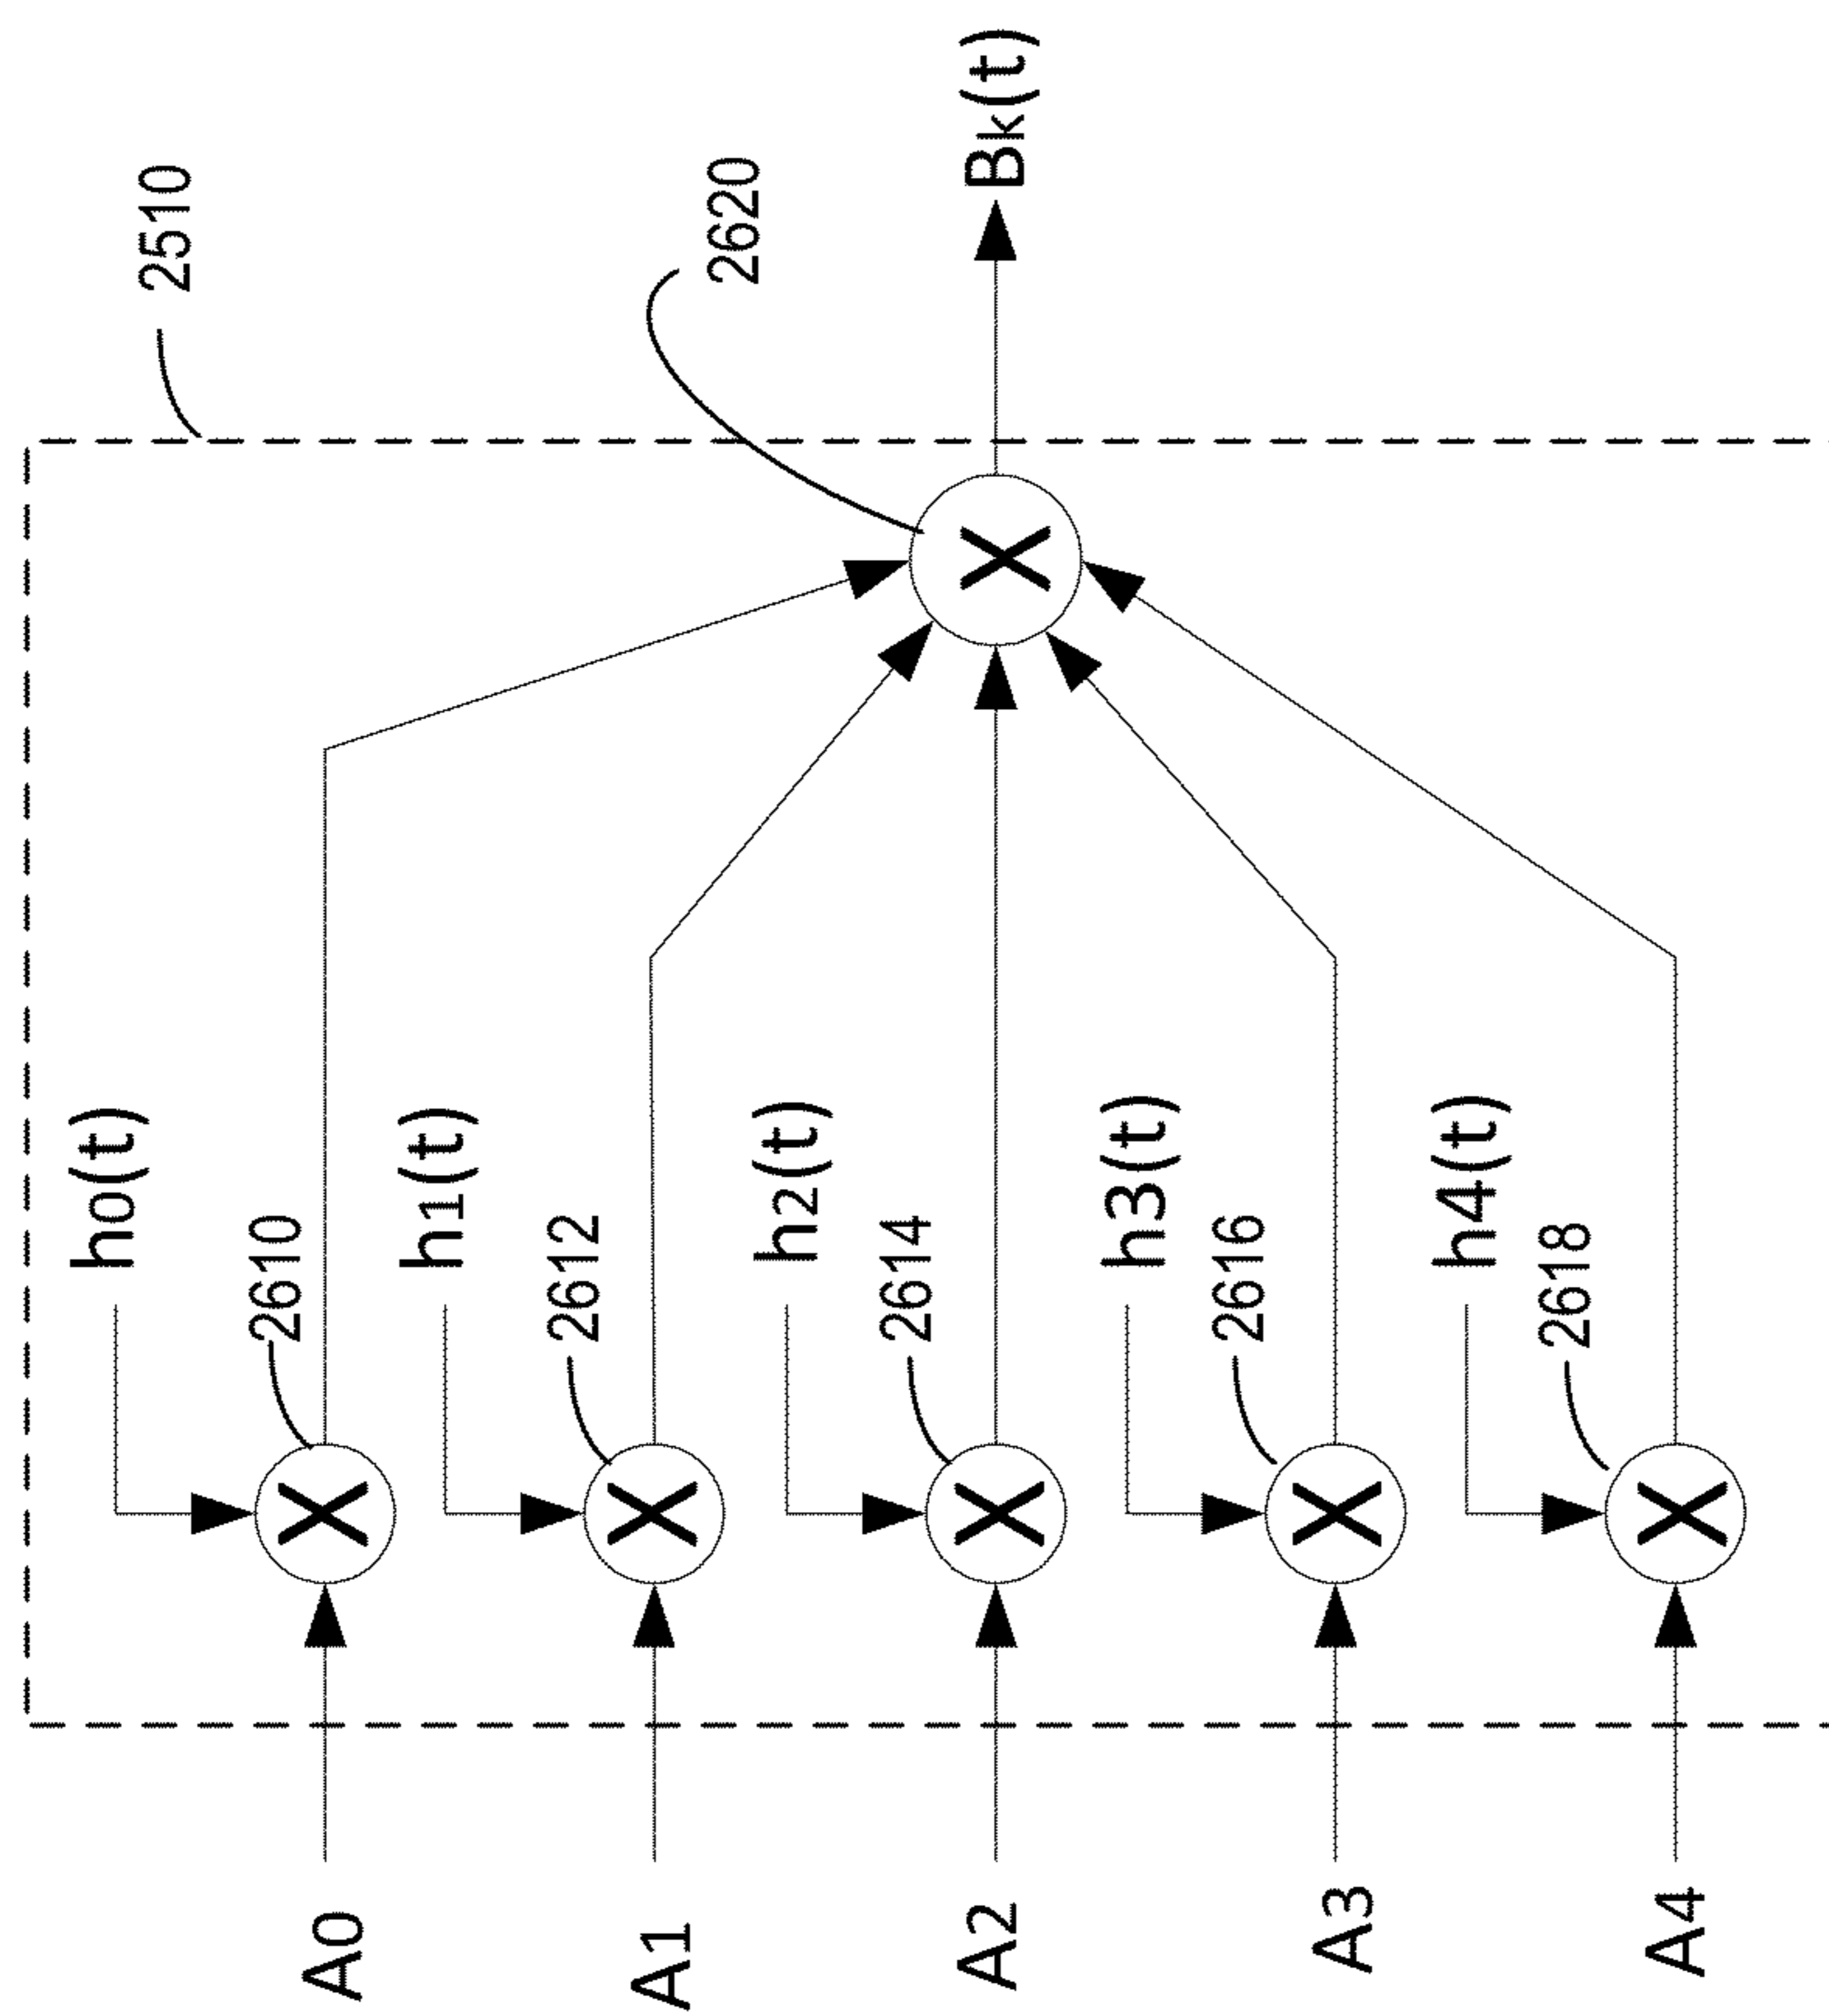 2510
h0(t)
2610
A0
X
h1(t)
2612
A1
X
2620
h2(t)
2614
A2
X
X
Bk(t)
h3(t)
2616
A3
X
h4(t)
2618
A4
X